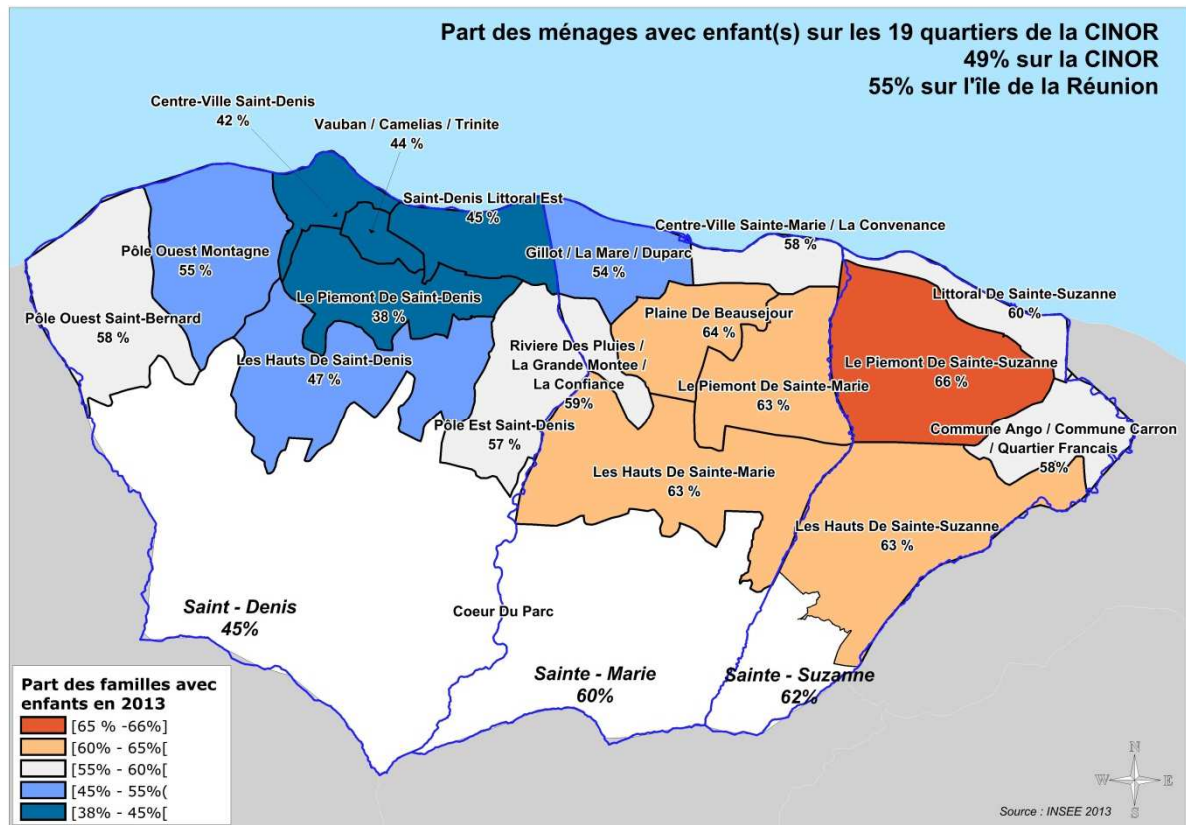 Part des ménages avec enfant(s) sur les 19 quartiers de la CINOR
49% sur la CINOR
55% sur l'île de la Réunion
Centre-Ville Saint-Denis
42 %
Vauban / Camelias / Trinite
44 %
Saint-Denis Littoral Est
45 %
Centre-Ville Sainte-Marie / La Convenance
58 %
Pôle Ouest Montagne
55 %
Gillot / La Mare / Duparc
54 %
Littoral De Sainte-Suzanne
60 %
Le Piemont De Saint-Denis
38 %
Pôle Ouest Saint-Bernard
58 %
Plaine De Beausejour
64 %
Les Hauts De Saint-Denis
47 %
Riviere Des Pluies /
La Grande Montee /
La Confiance
59%
Le Piemont De Sainte-Suzanne
66 %
Le Piemont De Sainte-Marie
63 %
Pôle Est Saint-Denis
57 %
Commune Ango / Commune Carron
/ Quartier Francais
58%
Les Hauts De Sainte-Marie
63 %
Les Hauts De Sainte-Suzanne
63 %
Saint - Denis
45%
Coeur Du Parc
Sainte - Marie
60%
Sainte - Suzanne
62%
Part des familles avec
enfants en 2013
[65 % -66%]
[60% - 65%[
[55% - 60%[
[45% - 55%(
[38% - 45%[
N
W
E
S
Source : INSEE 2013